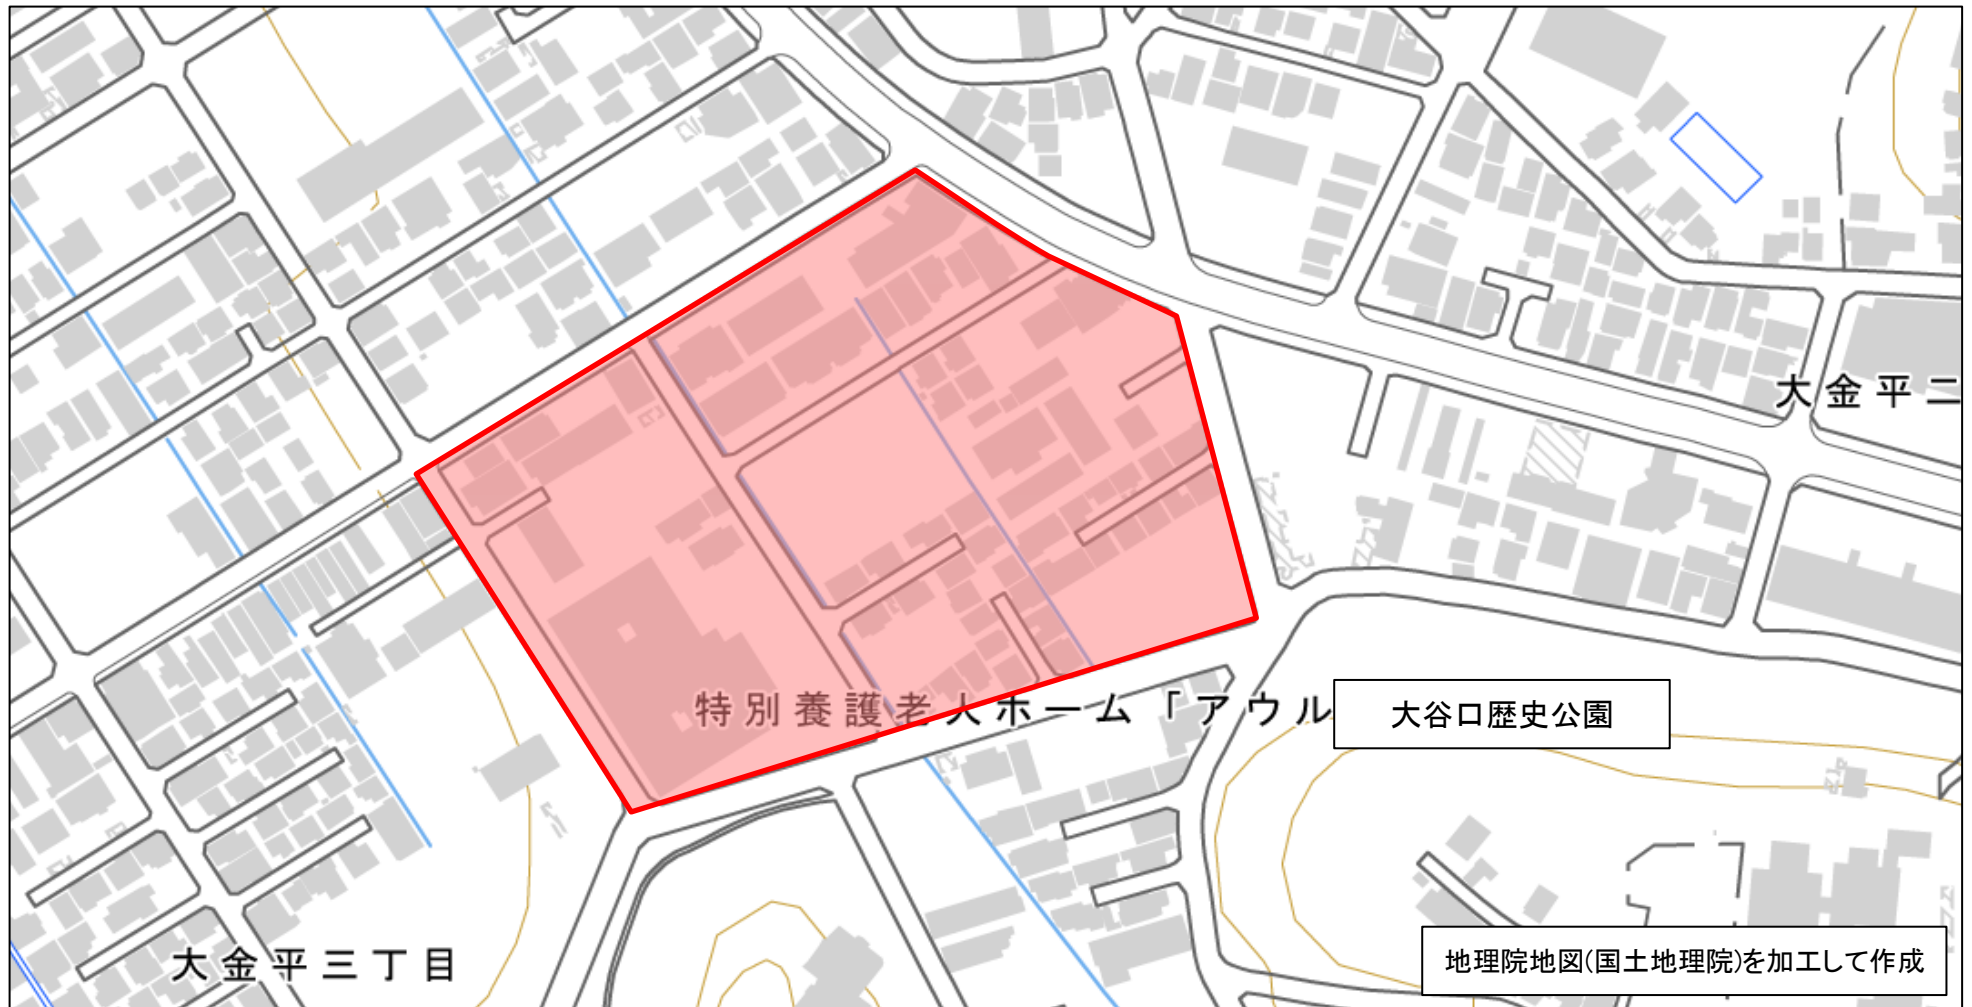 大金平二
特別養護老人ホーム「アウル
大谷口歴史公園
地理院地図(国土地理院)を加工して作成
大金平三丁目